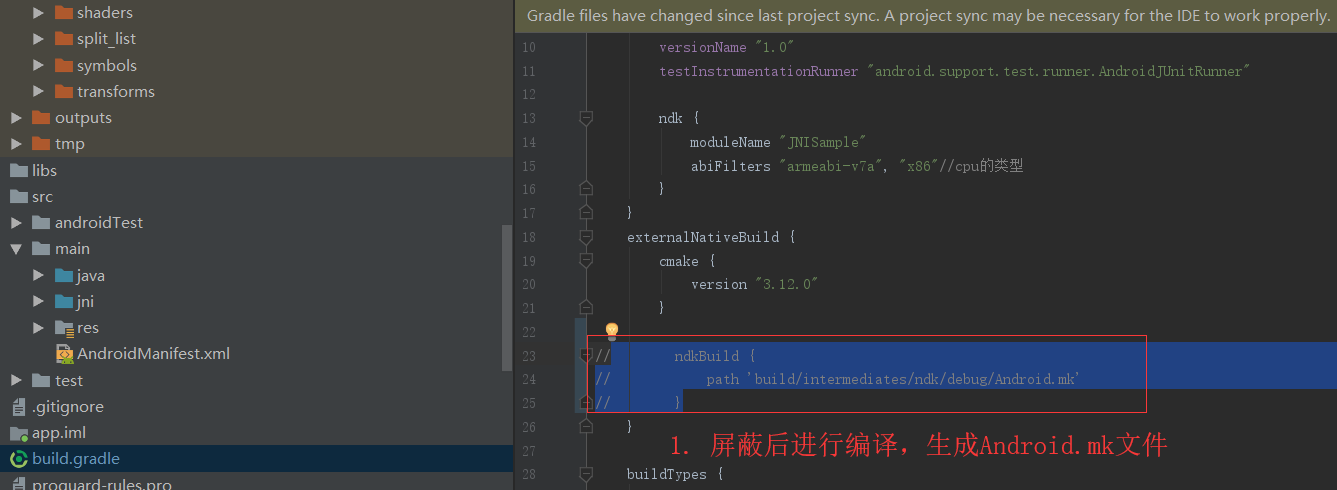 shaders
split_list
symbols
transforms
outputs
tmp
libs
src
androidTest
main
java
jni
res
AndroidManifest.xml
test
.gitignore
app.iml
build.gradle
proguard-rules.pro
Gradle files have changed since last project sync. A project sync may be necessary for the IDE to work properly.
10 versionName "1.0"
11 testInstrumentationRunner "android.support.test.runner.AndroidJUnitRunner"
12
13 ndk {
14 moduleName "JNISample"
15 abiFilters "armeabi-v7a", "x86"//cpu的类型
16 }
17 }
18 externalNativeBuild {
19 cmake {
20 version "3.12.0"
21 }
22
23 // ndkBuild {
24 // path 'build/intermediates/ndk/debug/Android.mk'
25 // }
26 }
1. 屏蔽后进行编译，生成Android.mk文件
27
28 buildTypes {